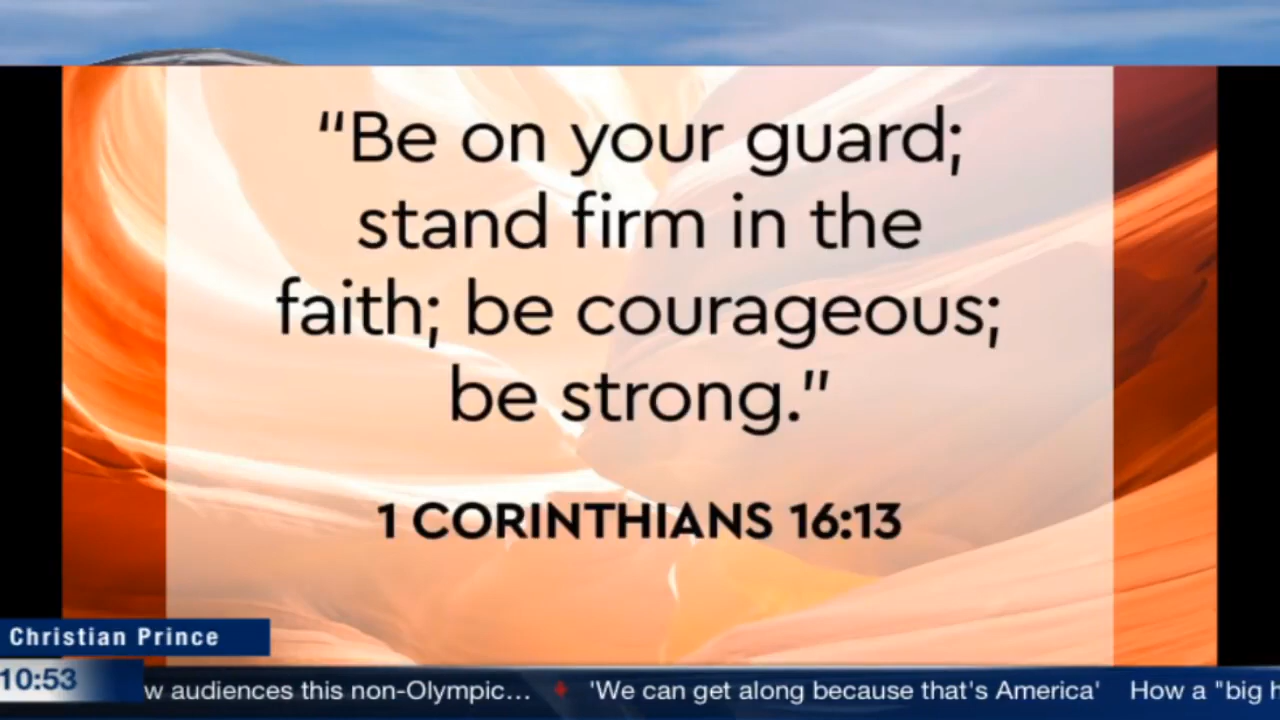 “Be on your guard;
stand firm in the
faith; be courageous;
be strong.”
1 CORINTHIANS 16:13
Christian Prince
10:53
audiences this non-Olympic... 'We can get along because that's America' How a "big